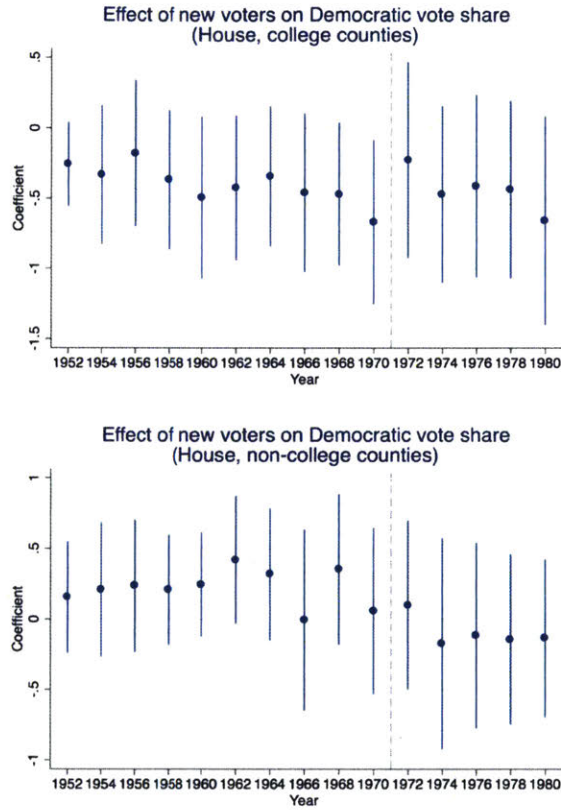 Effect of new voters on Democratic vote share
(House, college counties)
.5
0
-.5
-1
-1.5
Coefficient
1952 1954 1956 1958 1960 1962 1964 1966 1968 1970 1972 1974 1976 1978 1980
Year
Effect of new voters on Democratic vote share
(House, non-college counties)
1
.5
0
-.5
-1
Coefficient
1952 1954 1956 1958 1960 1962 1964 1966 1968 1970 1972 1974 1976 1978 1980
Year